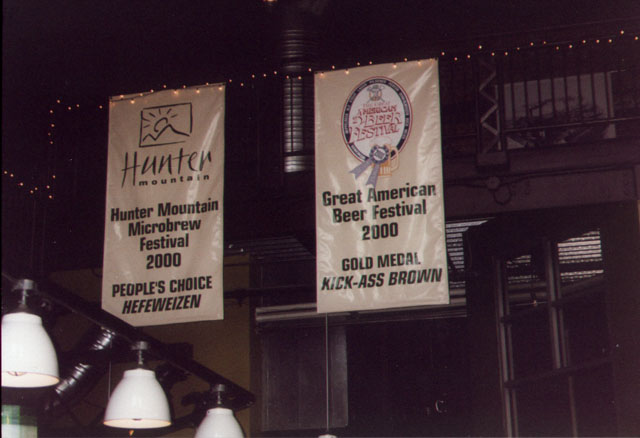 Hunter
mountain
Hunter Mountain
Microbrew
Festival
2000
PEOPLE'S CHOICE
HEFEWEIZEN
AMERICAN
BEER
FESTIVAL
Great American
Beer Festival
2000
GOLD MEDAL
KICK-ASS BROWN